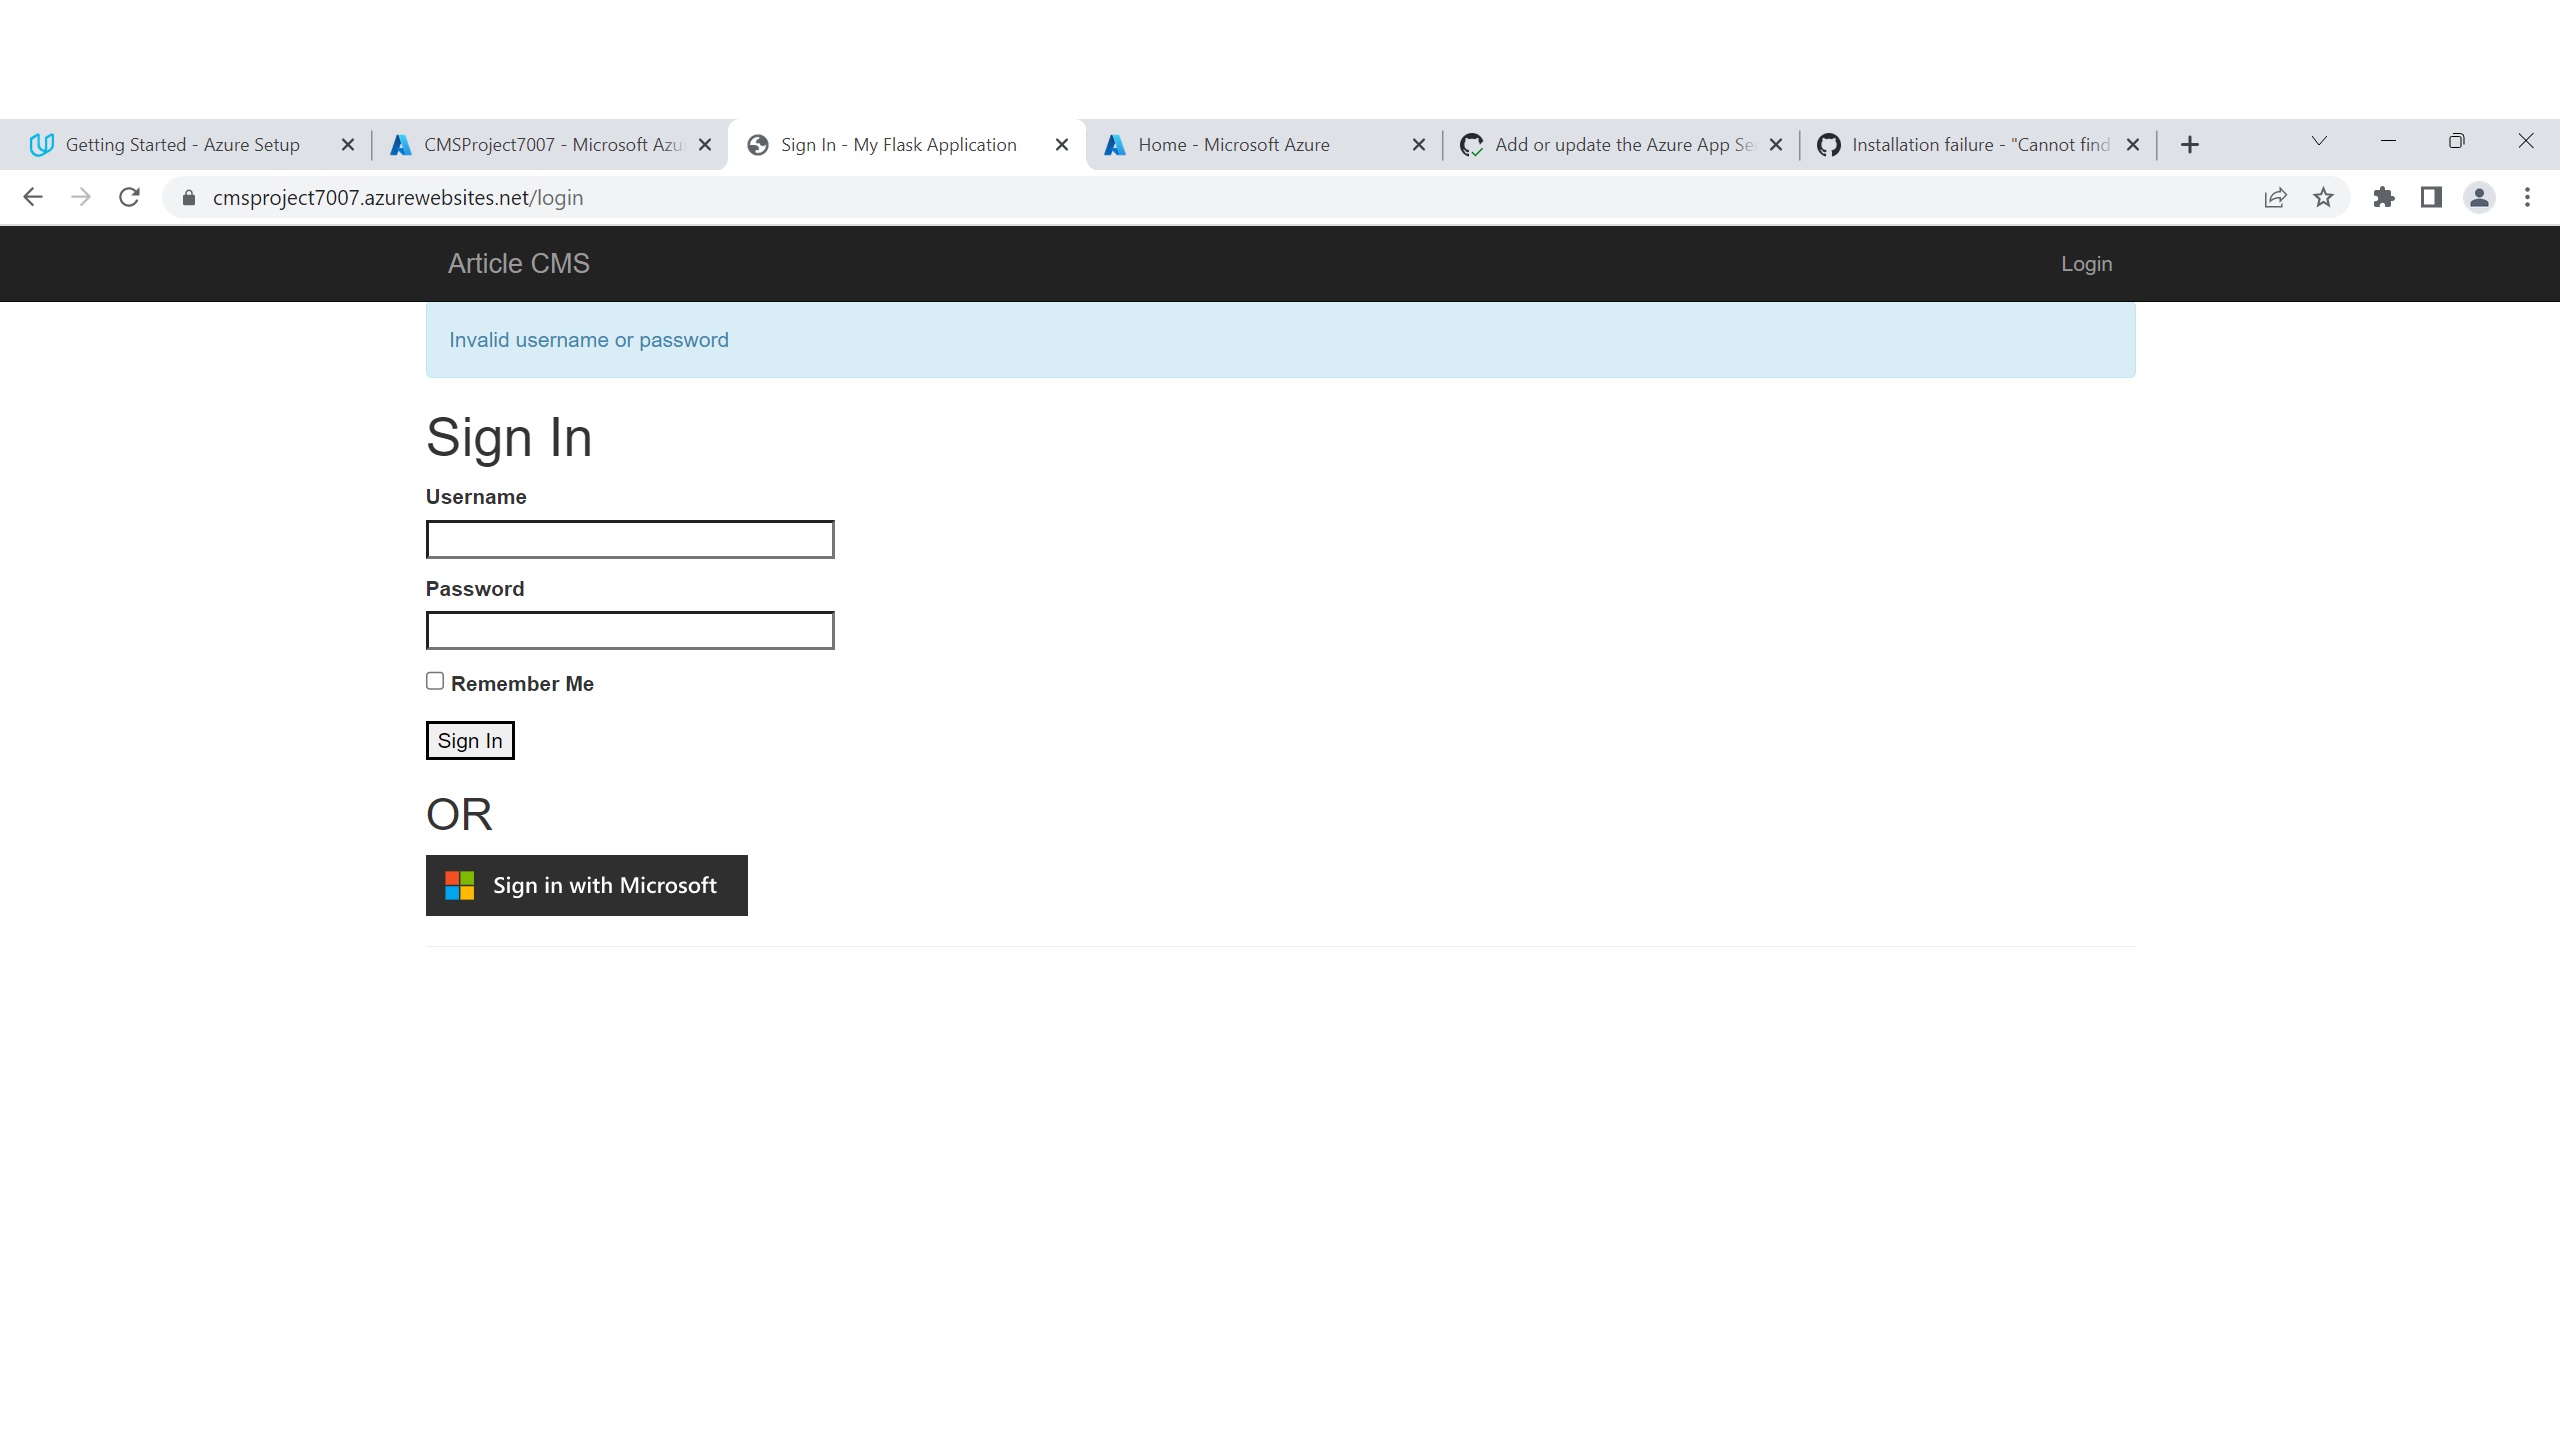 Getting Started - Azure Setup
CMSProject7007 - Microsoft Azu
Sign In - My Flask Application
Home - Microsoft Azure
Add or update the Azure App Se
Installation failure - "Cannot find
cmsproject7007.azurewebsites.net/login
Article CMS
Login
Invalid username or password
Sign In
Username
Password
Remember Me
Sign In
OR
Sign in with Microsoft